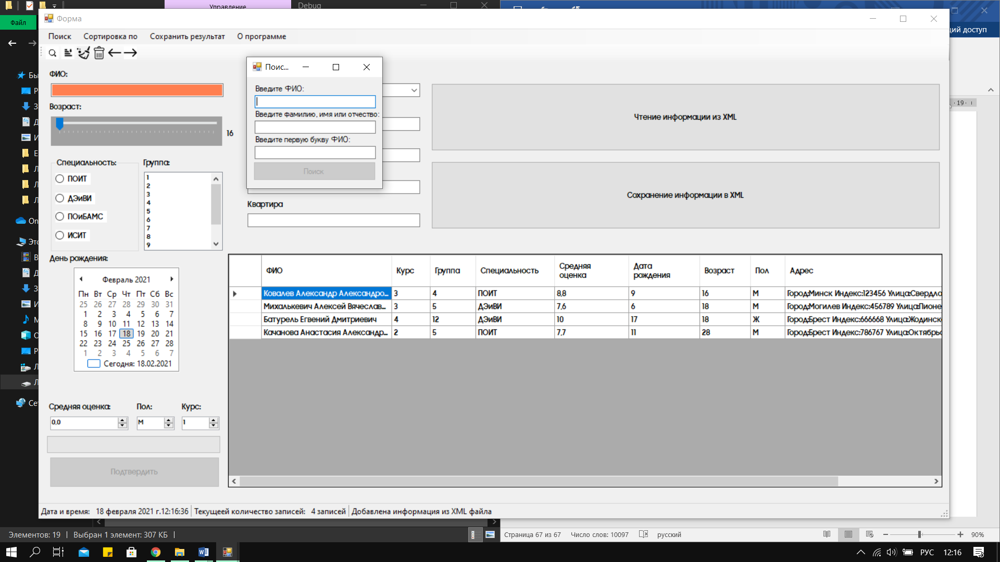 Управление
Debug
Файл
Форма
Поиск
Сортировка по
Сохранить результат
О программе
ФИО:
Возраст:
16
Специальность:
ПОИТ
ДЭиВИ
ПОиБАМС
ИСИТ
Группа:
1
2
3
4
5
6
7
8
9
День рождения:
Февраль 2021
Пн Вт Ср Чт Пт Сб Вс
25 26 27 28 29 30 31
1 2 3 4 5 6 7
8 9 10 11 12 13 14
15 16 17 18 19 20 21
22 23 24 25 26 27 28
1 2 3 4 5 6 7
Сегодня: 18.02.2021
Средняя оценка:
Пол:
Курс:
0,0
М
1
Подтвердить
Поис...
Введите ФИО:
Введите фамилию, имя или отчество:
Введите первую букву ФИО:
Поиск
Квартира
Чтение информации из XML
Сохранение информации в XML
ФИО Курс Группа Специальность Средняя оценка Дата рождения Возраст Пол Адрес
Ковалев Александр Александро... 3 4 ПОИТ 8,8 9 16 М Город:Минск Индекс:123456 Улица:Свердло
Михалькевич Алексей Вячеслав... 3 5 ДЭиВИ 7,6 6 18 М Город:Могилев Индекс:456789 Улица:Пионе
Батурель Егвений Дмитриевич 4 12 ДЭиВИ 10 17 18 Ж Город:Брест Индекс:666668 Улица:Жодинск
Качанова Анастасия Александр... 2 5 ПОИТ 7,7 11 28 М Город:Брест Индекс:786767 Улица:Октябрьс
Дата и время: 18 февраля 2021 г.12:16:36 Текущеей количество записей: 4 записей Добавлена информация из XML файла
Элементов: 19 Выбран 1 элемент: 307 КБ
Страница 67 из 67 Число слов: 10097 русский 90%
РУС 12:16
19
доступ